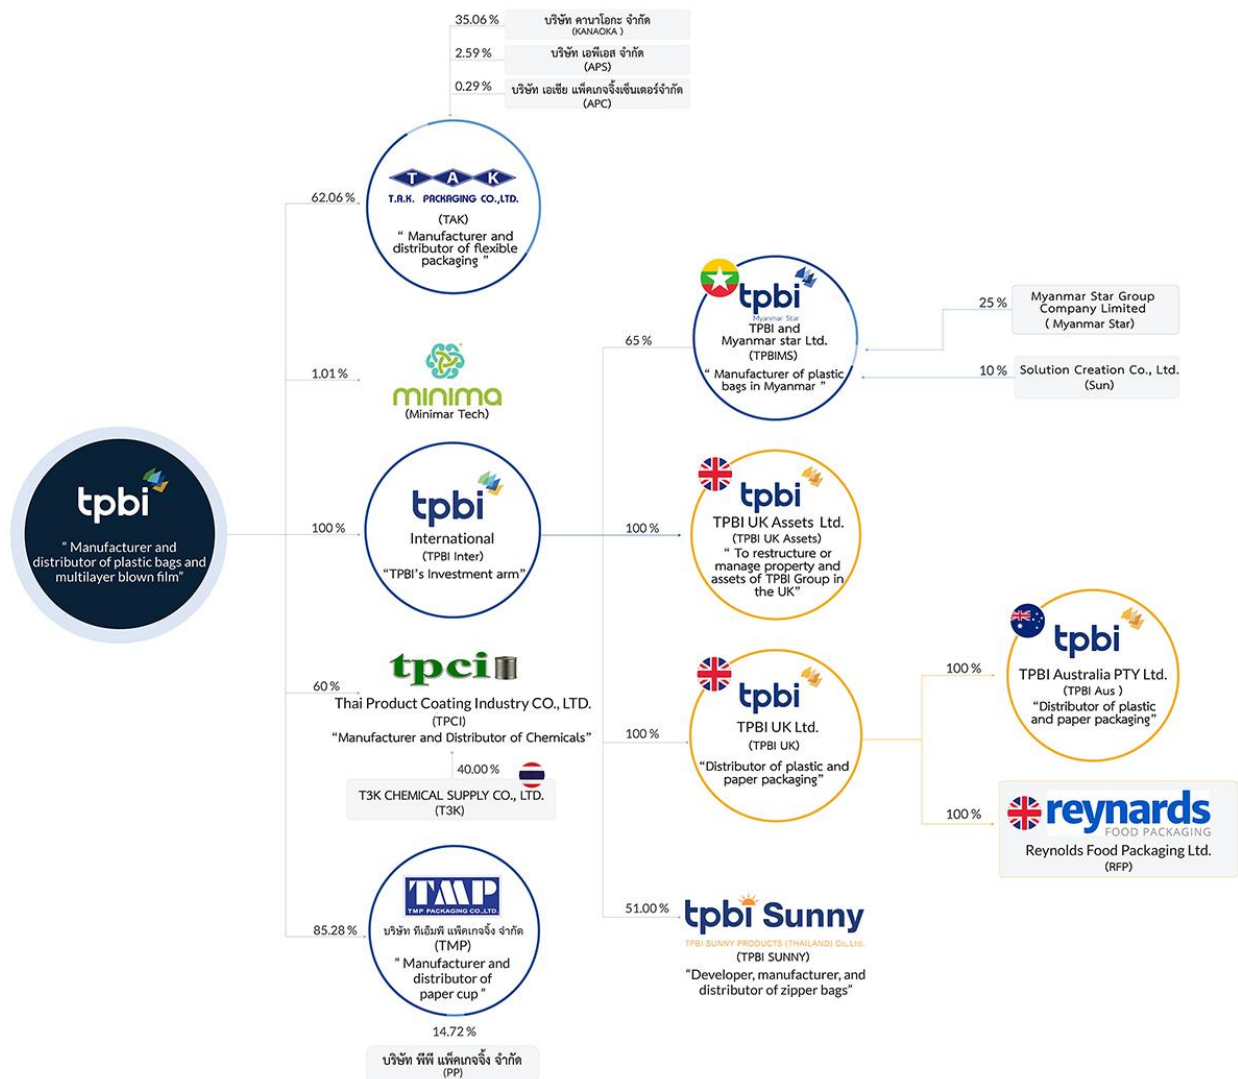 35.06 %
บริษัท คานาโอกะ จำกัด
(KANAOKA)
2.59 %
บริษัท เอพีเอส จำกัด
(APS)
0.29 %
บริษัท เอเชีย แพ็คเกจจิ้งเซ็นเตอร์จำกัด
(APC)
62.06 %
T A K
T.A.K. PACKAGING CO.,LTD.
(TAK)
“ Manufacturer and
distributor of flexible
packaging ”
1.01 %
minima
(Minimar Tech)
tpbi
“ Manufacturer and
distributor of plastic bags and
multilayer blown film”
100 %
tpbi
International
(TPBI Inter)
“TPBI’s Investment arm”
60 %
tpci
Thai Product Coating Industry CO., LTD.
(TPCI)
“Manufacturer and Distributor of Chemicals”
40.00 %
T3K CHEMICAL SUPPLY CO., LTD.
(T3K)
85.28 %
TMP
TMP PACKAGING CO.,LTD.
บริษัท ทีเอ็มพี แพ็คเกจจิ้ง จำกัด
(TMP)
“ Manufacturer and
distributor of
paper cup “
14.72 %
บริษัท พีพี แพ็คเกจจิ้ง จำกัด
(PP)
65 %
tpbi
Myanmar Star
TPBI and
Myanmar star Ltd.
(TPBIMS)
“ Manufacturer of plastic
bags in Myanmar ”
25 %
Myanmar Star Group
Company Limited
( Myanmar Star)
10 %
Solution Creation Co., Ltd.
(Sun)
100 %
tpbi
TPBI UK Assets Ltd.
(TPBI UK Assets)
“ To restructure or
manage property and
assets of TPBI Group in
the UK”
100 %
tpbi
TPBI UK Ltd.
(TPBI UK)
“Distributor of plastic and
paper packaging”
100 %
tpbi
TPBI Australia PTY Ltd.
(TPBI Aus )
“Distributor of plastic
and paper packaging”
100 %
reynards
FOOD PACKAGING
Reynolds Food Packaging Ltd.
(RFP)
51.00 %
tpbi Sunny
TPBI SUNNY PRODUCTS (THAILAND) Co.,Ltd.
(TPBI SUNNY)
“Developer, manufacturer, and
distributor of zipper bags”